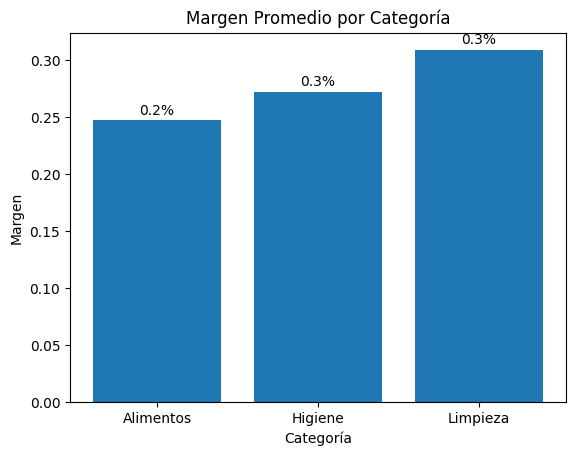 Margen Promedio por Categoría
0.30
0.25
0.20
0.15
0.10
0.05
0.00
Margen
0.2%
0.3%
0.3%
Alimentos
Higiene
Limpieza
Categoría